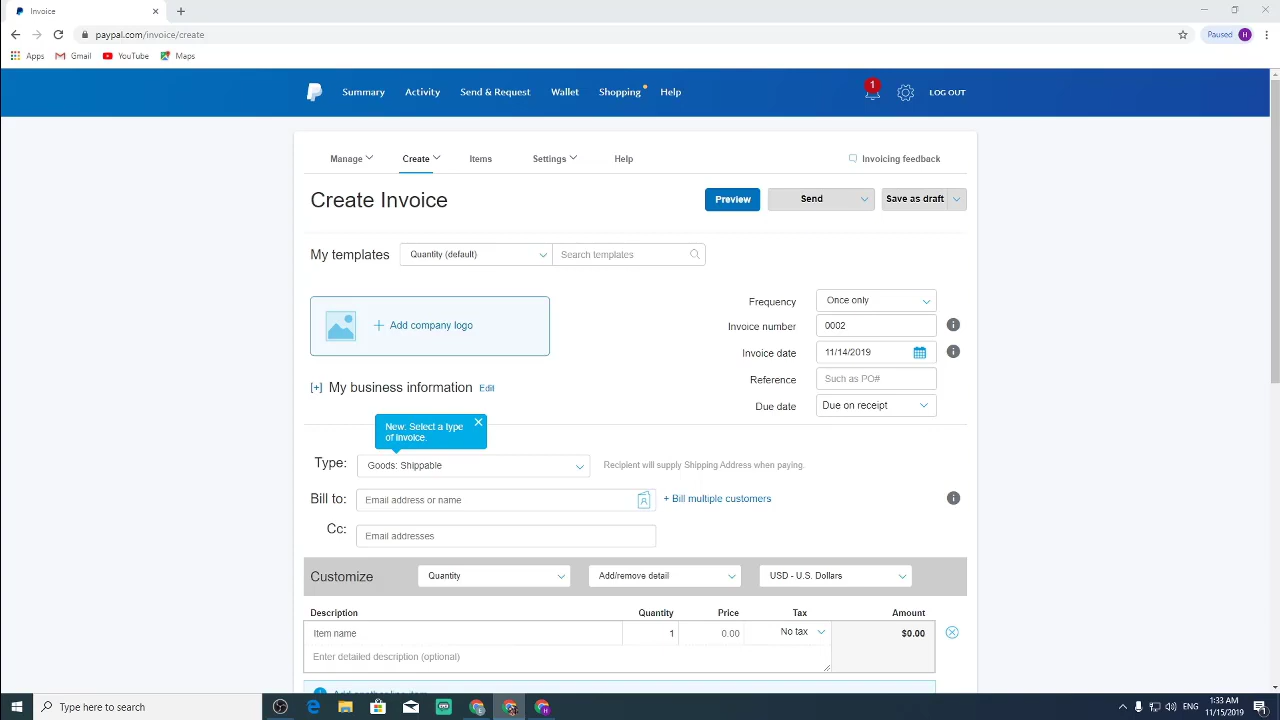 Invoice
paypal.com/invoice/create
Paused H
Apps Gmail YouTube Maps
Summary Activity Send & Request Wallet Shopping Help 1 LOG OUT
Manage Create Items Settings Help Invoicing feedback
Create Invoice Preview Send Save as draft
My templates Quantity (default) Search templates
Frequency Once only
+ Add company logo
Invoice number 0002
Invoice date 11/14/2019
Reference Such as PO#
[+] My business information Edit
Due date Due on receipt
New: Select a type
of invoice.
Type: Goods: Shippable Recipient will supply Shipping Address when paying.
Bill to: Email address or name + Bill multiple customers
Cc: Email addresses
Customize Quantity Add/remove detail USD - U.S. Dollars
Description Quantity Price Tax Amount
Item name 1 0.00 No tax $0.00
Enter detailed description (optional)
Add another line item
Type here to search
ENG
1:33 AM
11/15/2019